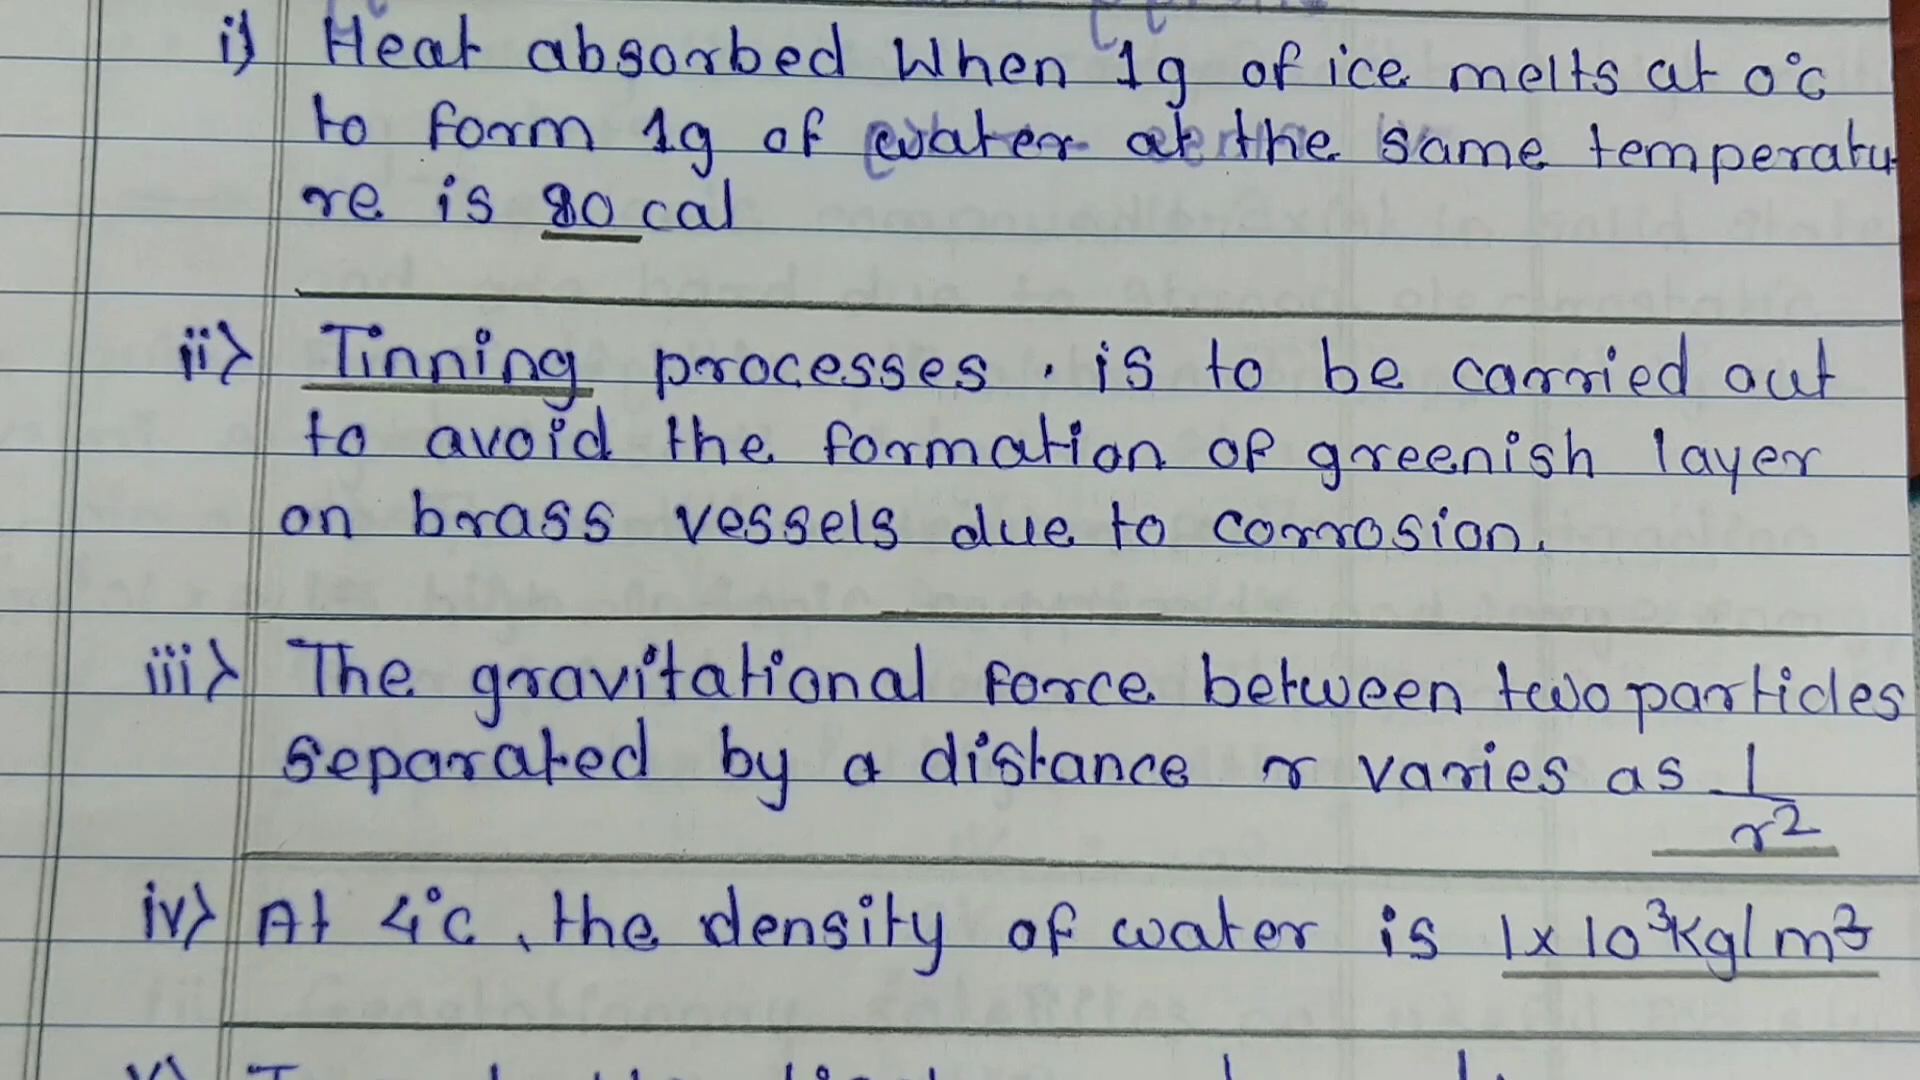 i) Heat absorbed When 1g of ice melts at 0°c
to form 1g of water at the same temperatu
re is 80 cal
ii) Tinning processes . is to be carried out
to avoid the formation of greenish layer
on brass vessels due to corrosion.
iii) The gravitational force between two particles
separated by a distance r varies as 1/r²
iv) At 4°c, the density of water is 1x10³kg/m³